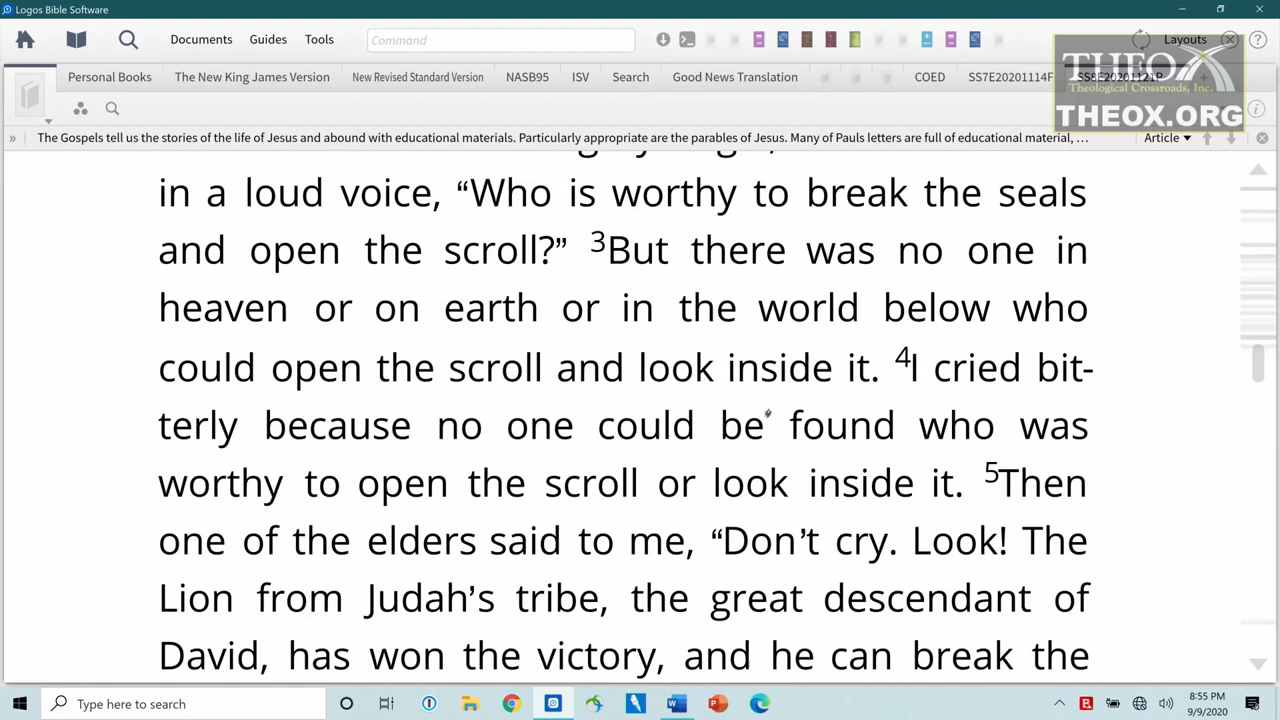 Logos Bible Software
Documents Guides Tools Command Layouts
THEOX
Theological Crossroads, Inc.
THEOX.ORG
Personal Books The New King James Version New Revised Standard Version NASB95 ISV Search Good News Translation COED SS7E20201114F SS8E20201121P
» The Gospels tell us the stories of the life of Jesus and abound with educational materials. Particularly appropriate are the parables of Jesus. Many of Pauls letters are full of educational material, ... Article
in a loud voice, “Who is worthy to break the seals
and open the scroll?” 3But there was no one in
heaven or on earth or in the world below who
could open the scroll and look inside it. 4I cried bit-
terly because no one could be found who was
worthy to open the scroll or look inside it. 5Then
one of the elders said to me, “Don’t cry. Look! The
Lion from Judah’s tribe, the great descendant of
David, has won the victory, and he can break the
Type here to search
8:55 PM
9/9/2020